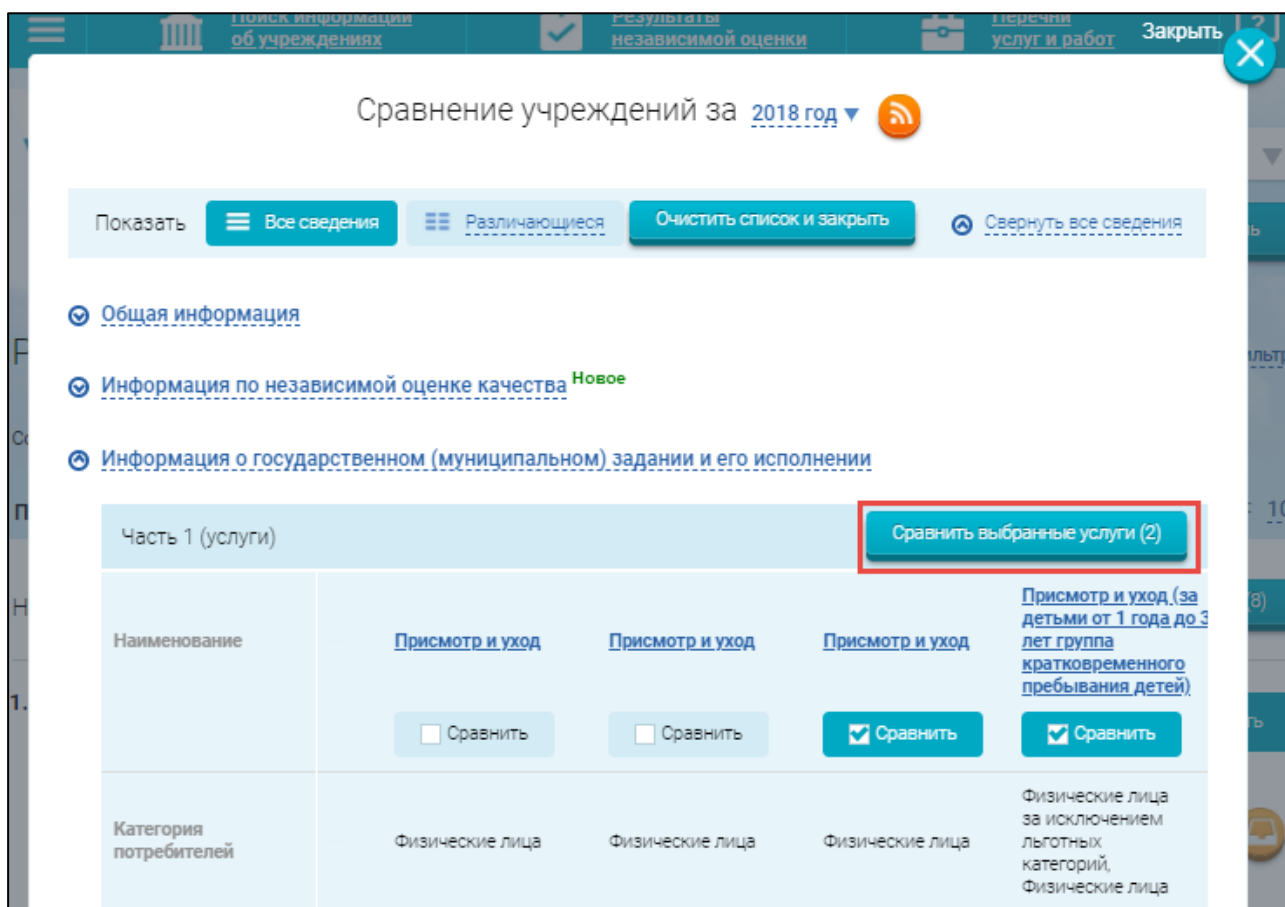 Поиск информации
об учреждениях
Результаты
независимой оценки
Перечни
услуг и работ
Закрыть
Сравнение учреждений за 2018 год
Показать Все сведения Различающиеся Очистить список и закрыть Свернуть все сведения
Общая информация
Информация по независимой оценке качества Новое
Информация о государственном (муниципальном) задании и его исполнении
Часть 1 (услуги) Сравнить выбранные услуги (2)
Наименование
Присмотр и уход
Присмотр и уход
Присмотр и уход
Присмотр и уход (за
детьми от 1 года до 3
лет группа
кратковременного
пребывания детей)
Сравнить Сравнить Сравнить Сравнить
Категория
потребителей
Физические лица
Физические лица
Физические лица
Физические лица
за исключением
льготных
категорий,
Физические лица
(8)
1.